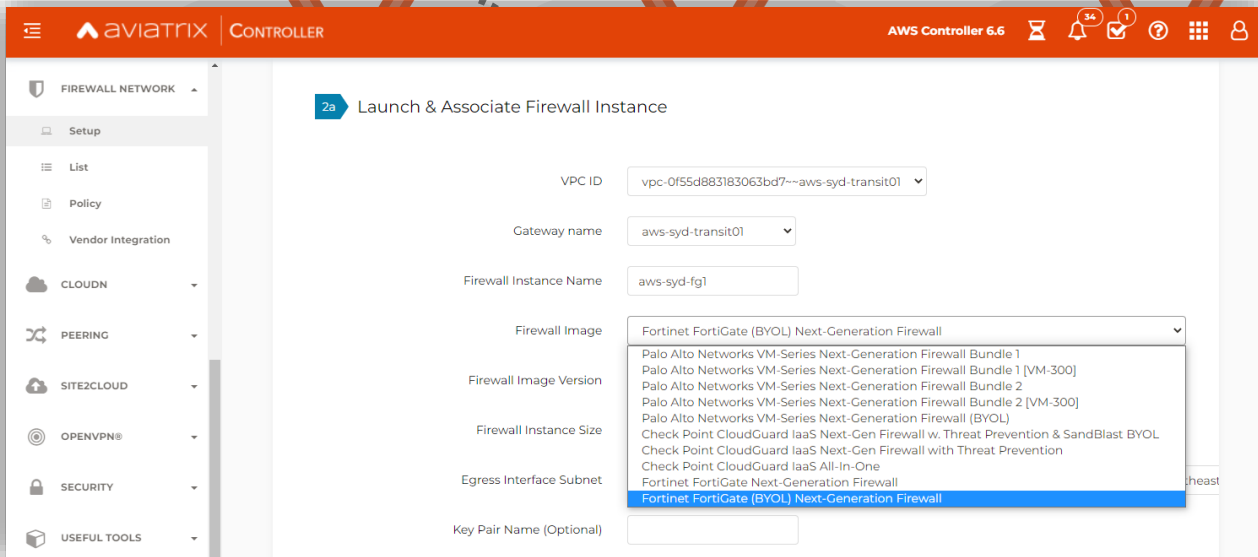 aviatrix CONTROLLER
AWS Controller 6.6
34
1
FIREWALL NETWORK
Setup
List
Policy
Vendor Integration
CLOUDN
PEERING
SITE2CLOUD
OPENVPN®
SECURITY
USEFUL TOOLS
2a Launch & Associate Firewall Instance
VPC ID vpc-0f55d883183063bd7~~aws-syd-transit01
Gateway name aws-syd-transit01
Firewall Instance Name aws-syd-fg1
Firewall Image Fortinet FortiGate (BYOL) Next-Generation Firewall
Palo Alto Networks VM-Series Next-Generation Firewall Bundle 1
Palo Alto Networks VM-Series Next-Generation Firewall Bundle 1 [VM-300]
Palo Alto Networks VM-Series Next-Generation Firewall Bundle 2
Palo Alto Networks VM-Series Next-Generation Firewall Bundle 2 [VM-300]
Palo Alto Networks VM-Series Next-Generation Firewall (BYOL)
Check Point CloudGuard IaaS Next-Gen Firewall w. Threat Prevention & SandBlast BYOL
Check Point CloudGuard IaaS Next-Gen Firewall with Threat Prevention
Check Point CloudGuard IaaS All-In-One
Fortinet FortiGate Next-Generation Firewall
Fortinet FortiGate (BYOL) Next-Generation Firewall
Firewall Image Version
Firewall Instance Size
Egress Interface Subnet theast
Key Pair Name (Optional)